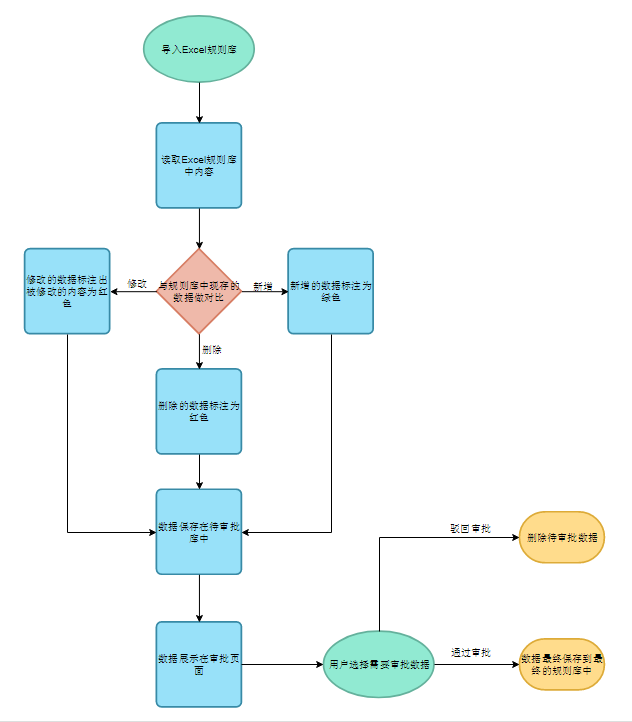 导入Excel规则库
读取Excel规则库
中内容
修改的数据标注出
被修改的内容为红
色
修改
与规则库中现存的
数据做对比
新增
新增的数据标注为
绿色
删除
删除的数据标注为
红色
数据保存在待审批
库中
驳回审批
删除待审批数据
数据展示在审批页
面
用户选择需要审批数据
通过审批
数据最终保存到最
终的规则库中